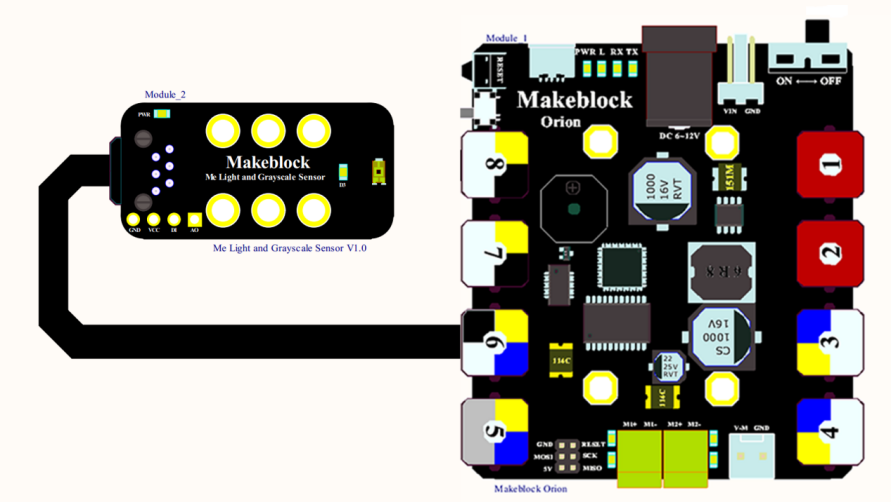 Module_1
PWR L RX TX
RESET
ON ←→ OFF
Makeblock
Orion
DC 6~12V
VIN GND
Module_2
PWR
Makeblock
Me Light and Grayscale Sensor
D3
GND VCC DI AO
Me Light and Grayscale Sensor V1.0
8
7
6
5
1
2
3
4
1000
16V
RVT
151M
6R8
CS
1000
16V
22
25V
RVT
M1+ M1- M2+ M2-
V-M GND
GND RESET
MOSI SCK
5V MISO
Makeblock Orion